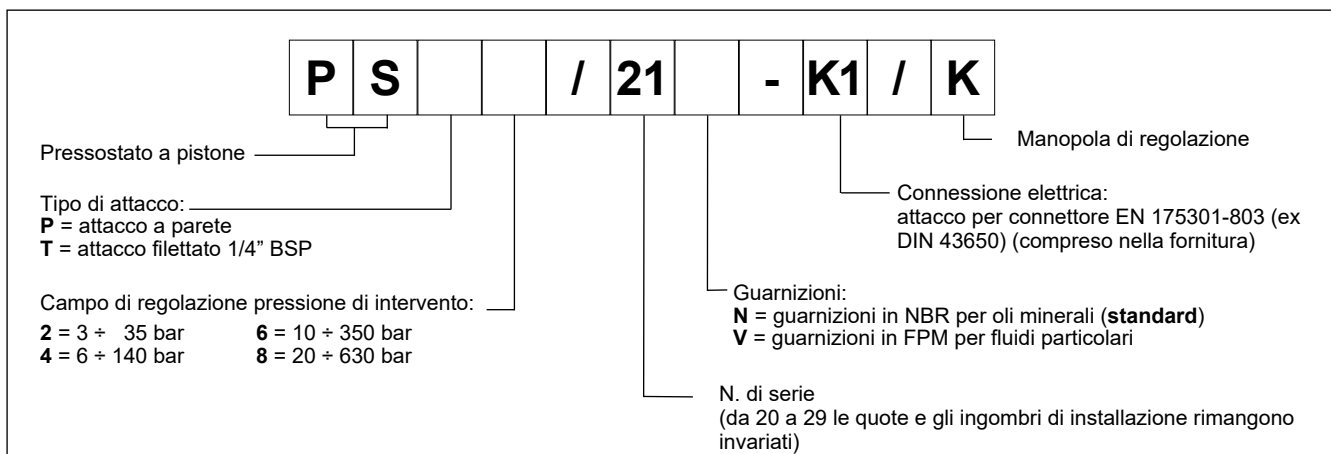 P S / 21 - K1 / K
Pressostato a pistone
Manopola di regolazione
Tipo di attacco:
P = attacco a parete
T = attacco filettato 1/4” BSP
Connessione elettrica:
attacco per connettore EN 175301-803 (ex
DIN 43650) (compreso nella fornitura)
Campo di regolazione pressione di intervento:
2 = 3 ÷ 35 bar 6 = 10 ÷ 350 bar
4 = 6 ÷ 140 bar 8 = 20 ÷ 630 bar
Guarnizioni:
N = guarnizioni in NBR per oli minerali (standard)
V = guarnizioni in FPM per fluidi particolari
N. di serie
(da 20 a 29 le quote e gli ingombri di installazione rimangono
invariati)